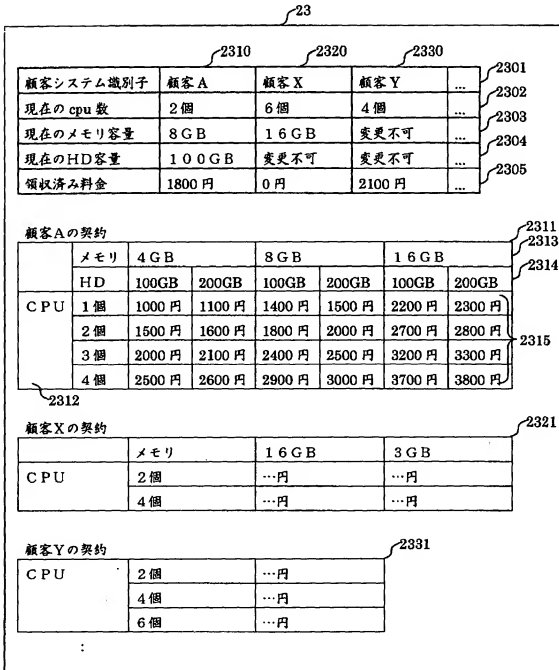 23
2310 2320 2330
顧客システム識別子 顧客A 顧客X 顧客Y ... 2301
現在の cpu 数 2個 6個 4個 ... 2302
現在のメモリ容量 8GB 16GB 変更不可 ... 2303
現在のHD容量 100GB 変更不可 変更不可 ... 2304
領収済み料金 1800円 0円 2100円 ... 2305
顧客Aの契約 2311
メモリ 4GB 8GB 16GB 2313
HD 100GB 200GB 100GB 200GB 100GB 200GB 2314
CPU 1個 1000円 1100円 1400円 1500円 2200円 2300円
2個 1500円 1600円 1800円 2000円 2700円 2800円 2315
3個 2000円 2100円 2400円 2500円 3200円 3300円
4個 2500円 2600円 2900円 3000円 3700円 3800円
2312
顧客Xの契約 2321
メモリ 16GB 3GB
CPU 2個 …円 …円
4個 …円 …円
顧客Yの契約 2331
CPU 2個 …円
4個 …円
6個 …円
: